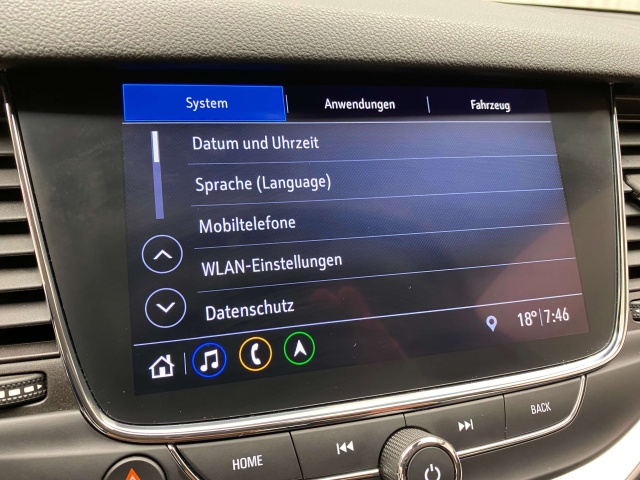 System Anwendungen Fahrzeug
Datum und Uhrzeit
Sprache (Language)
Mobiltelefone
WLAN-Einstellungen
Datenschutz
18° 7:46
HOME BACK